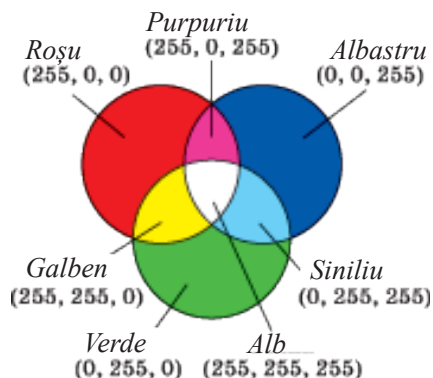 Purpuriu
(255, 0, 255)
Roșu
(255, 0, 0)
Albastru
(0, 0, 255)
Galben
(255, 255, 0)
Siniliu
(0, 255, 255)
Verde
(0, 255, 0)
Alb
(255, 255, 255)